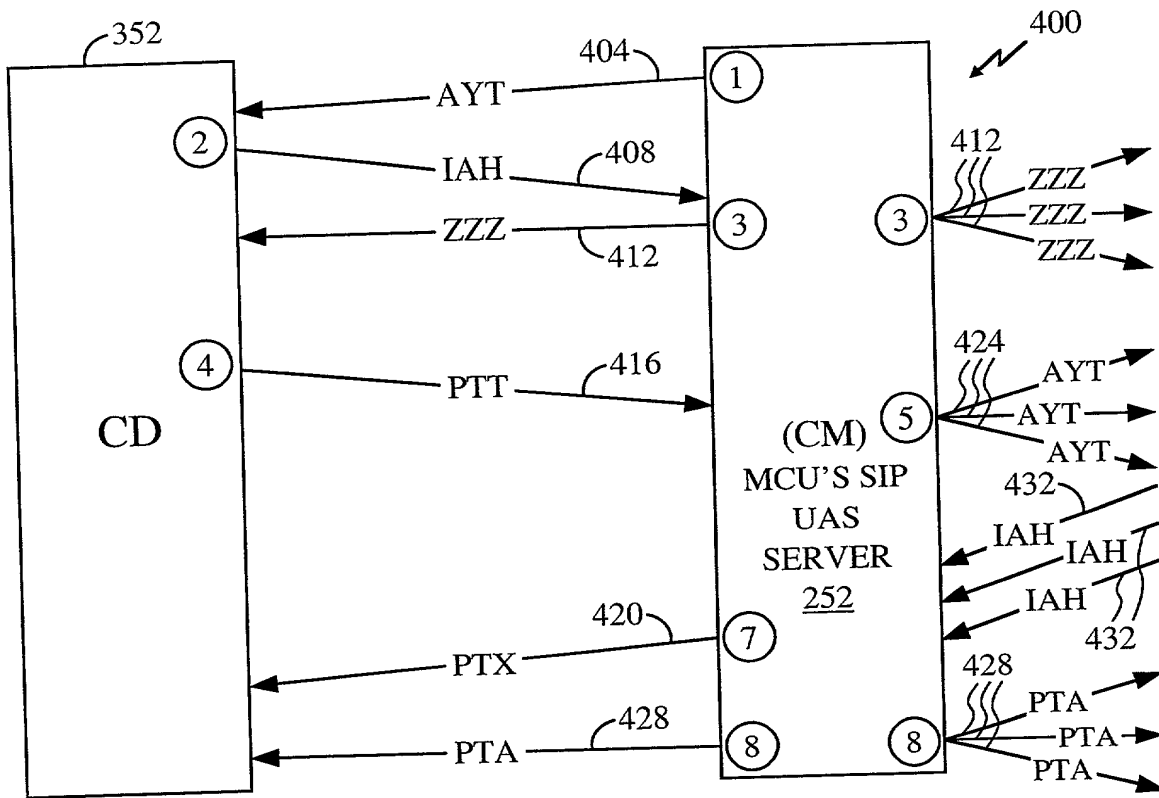 352
404
400
1
AYT
2
IAH
408
412
ZZZ
ZZZ
ZZZ
3
ZZZ
3
412
4
PTT
416
424
AYT
AYT
AYT
5
CD
(CM)
MCU'S SIP
UAS
SERVER
252
432
IAH
IAH
IAH
432
420
7
PTX
428
PTA
PTA
PTA
428
8
PTA
8